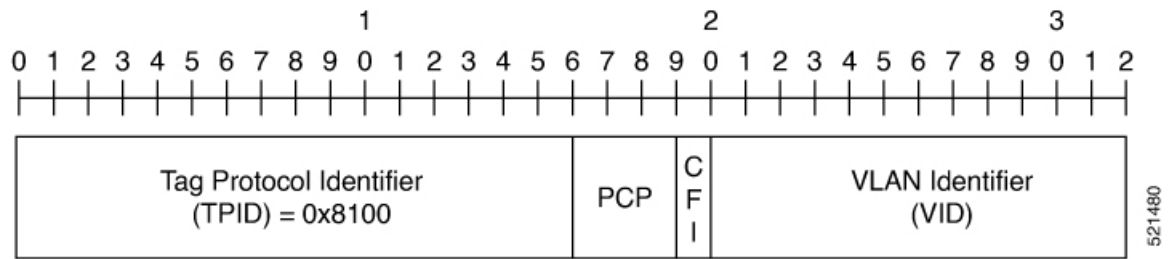 1 2 3
0 1 2 3 4 5 6 7 8 9 0 1 2 3 4 5 6 7 8 9 0 1 2 3 4 5 6 7 8 9 0 1 2
Tag Protocol Identifier
(TPID) = 0x8100
PCP
C
F
I
VLAN Identifier
(VID)
521480